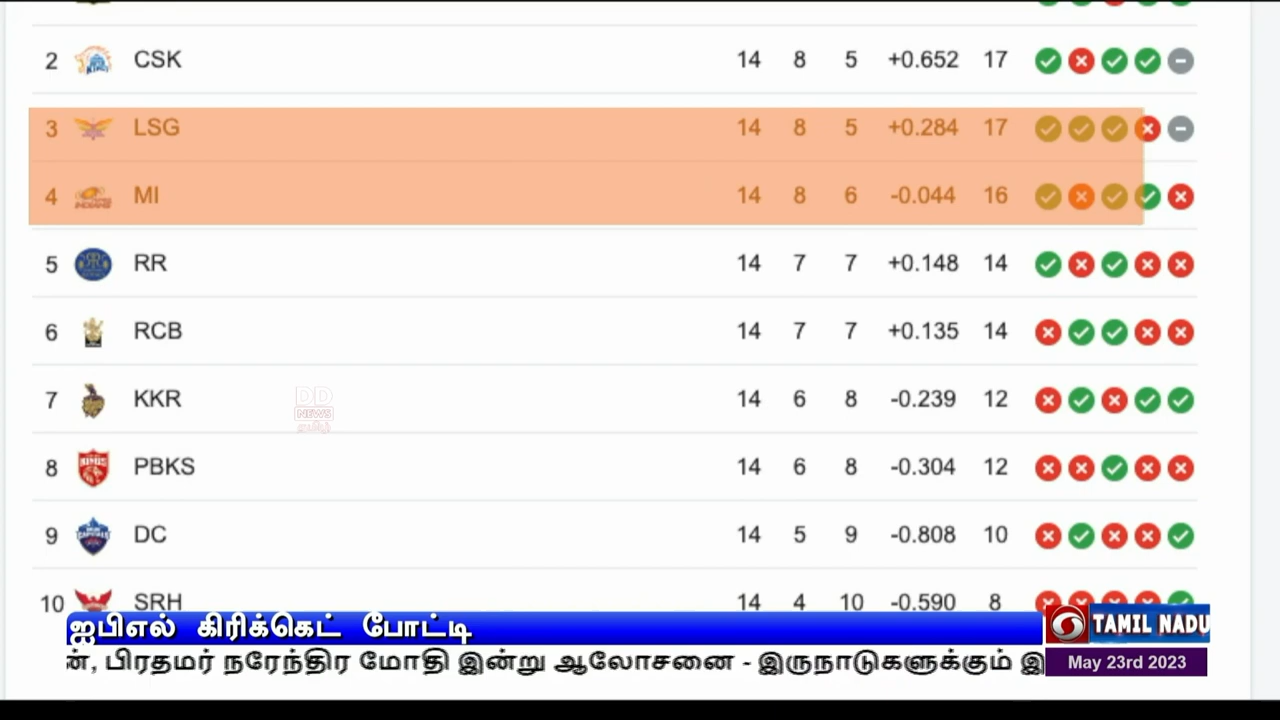 2 CSK 14 8 5 +0.652 17
3 LSG 14 8 5 +0.284 17
4 MI 14 8 6 -0.044 16
5 RR 14 7 7 +0.148 14
6 RCB 14 7 7 +0.135 14
7 KKR 14 6 8 -0.239 12
DD
NEWS
தமிழ்
8 PBKS 14 6 8 -0.304 12
9 DC 14 5 9 -0.808 10
10 SRH 14 4 10 -0.590 8
ஐபிஎல் கிரிக்கெட் போட்டி
TAMIL NADU
பிரதமர் நரேந்திர மோதி இன்று ஆலோசனை - இருநாடுகளுக்கும்
May 23rd 2023